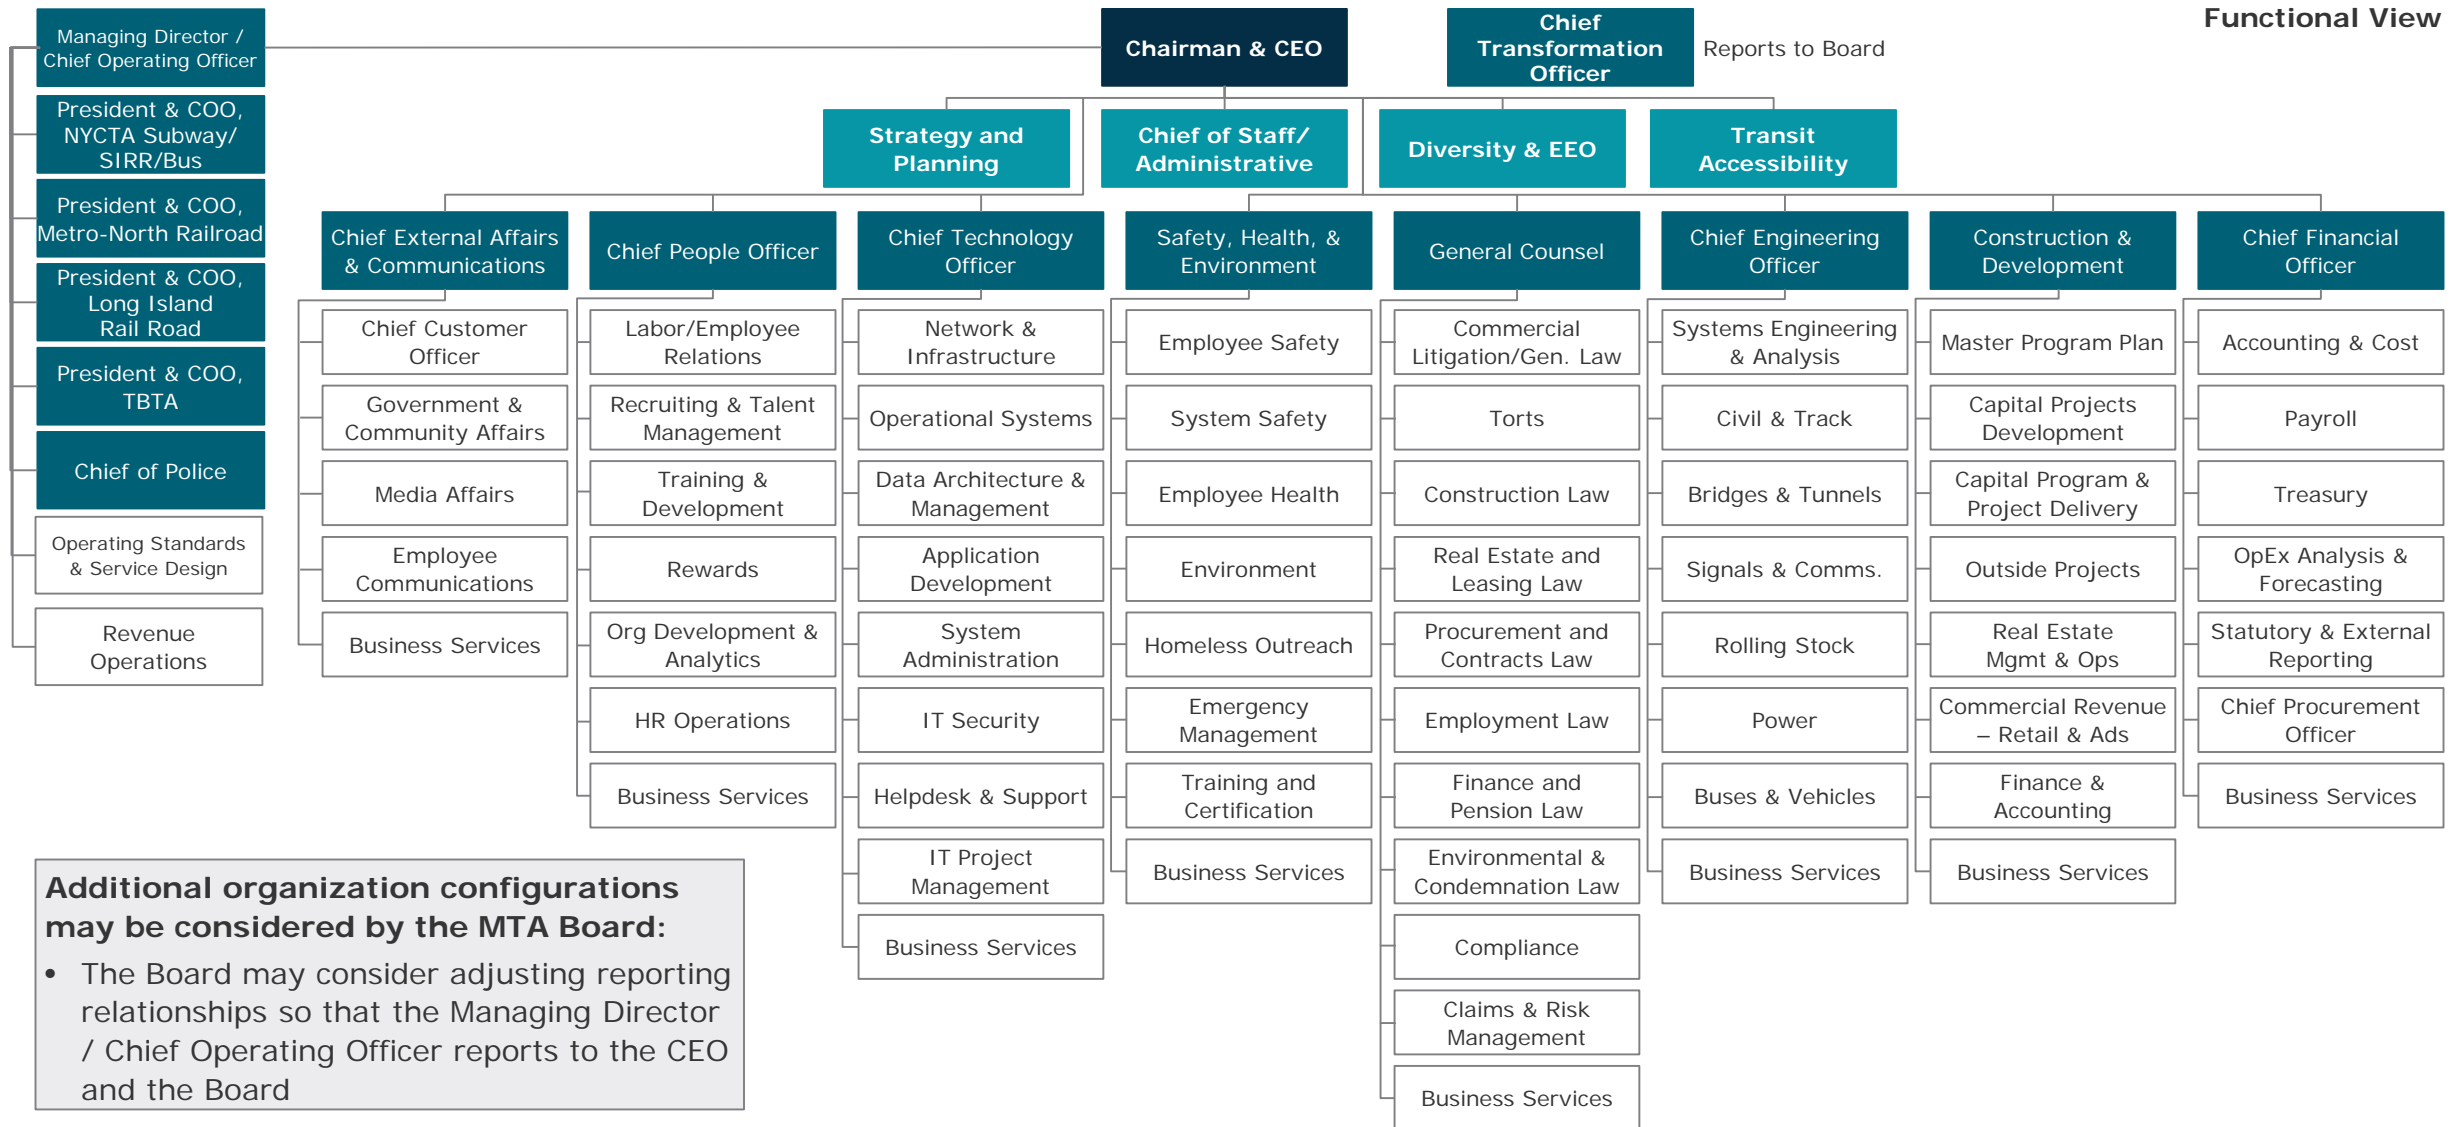 Functional View
Managing Director /
Chief Operating Officer
Chairman & CEO
Chief
Transformation
Officer
Reports to Board
President & COO,
NYCTA Subway/
SIRR/Bus
President & COO,
Metro-North Railroad
President & COO,
Long Island
Rail Road
President & COO,
TBTA
Chief of Police
Operating Standards
& Service Design
Revenue
Operations
Strategy and
Planning
Chief of Staff/
Administrative
Diversity & EEO
Transit
Accessibility
Chief External Affairs
& Communications
Chief Customer
Officer
Government &
Community Affairs
Media Affairs
Employee
Communications
Business Services
Chief People Officer
Labor/Employee
Relations
Recruiting & Talent
Management
Training &
Development
Rewards
Org Development &
Analytics
HR Operations
Business Services
Chief Technology
Officer
Network &
Infrastructure
Operational Systems
Data Architecture &
Management
Application
Development
System
Administration
IT Security
Helpdesk & Support
IT Project
Management
Business Services
Safety, Health, &
Environment
Employee Safety
System Safety
Employee Health
Environment
Homeless Outreach
Emergency
Management
Training and
Certification
Business Services
General Counsel
Commercial
Litigation/Gen. Law
Torts
Construction Law
Real Estate and
Leasing Law
Procurement and
Contracts Law
Employment Law
Finance and
Pension Law
Environmental &
Condemnation Law
Compliance
Claims & Risk
Management
Business Services
Chief Engineering
Officer
Systems Engineering
& Analysis
Civil & Track
Bridges & Tunnels
Signals & Comms.
Rolling Stock
Power
Buses & Vehicles
Business Services
Construction &
Development
Master Program Plan
Capital Projects
Development
Capital Program &
Project Delivery
Outside Projects
Real Estate
Mgmt & Ops
Commercial Revenue
– Retail & Ads
Finance &
Accounting
Business Services
Chief Financial
Officer
Accounting & Cost
Payroll
Treasury
OpEx Analysis &
Forecasting
Statutory & External
Reporting
Chief Procurement
Officer
Business Services
Additional organization configurations
may be considered by the MTA Board:
• The Board may consider adjusting reporting
relationships so that the Managing Director
/ Chief Operating Officer reports to the CEO
and the Board